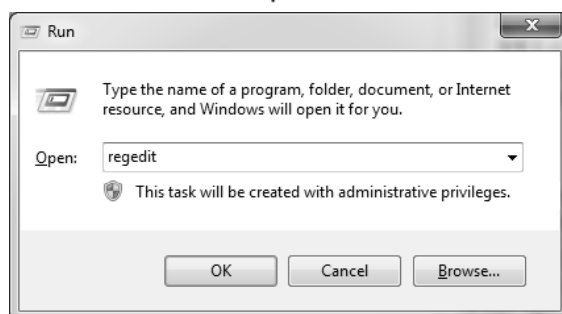 Run
Type the name of a program, folder, document, or Internet
resource, and Windows will open it for you.
Open: regedit
This task will be created with administrative privileges.
OK Cancel Browse...